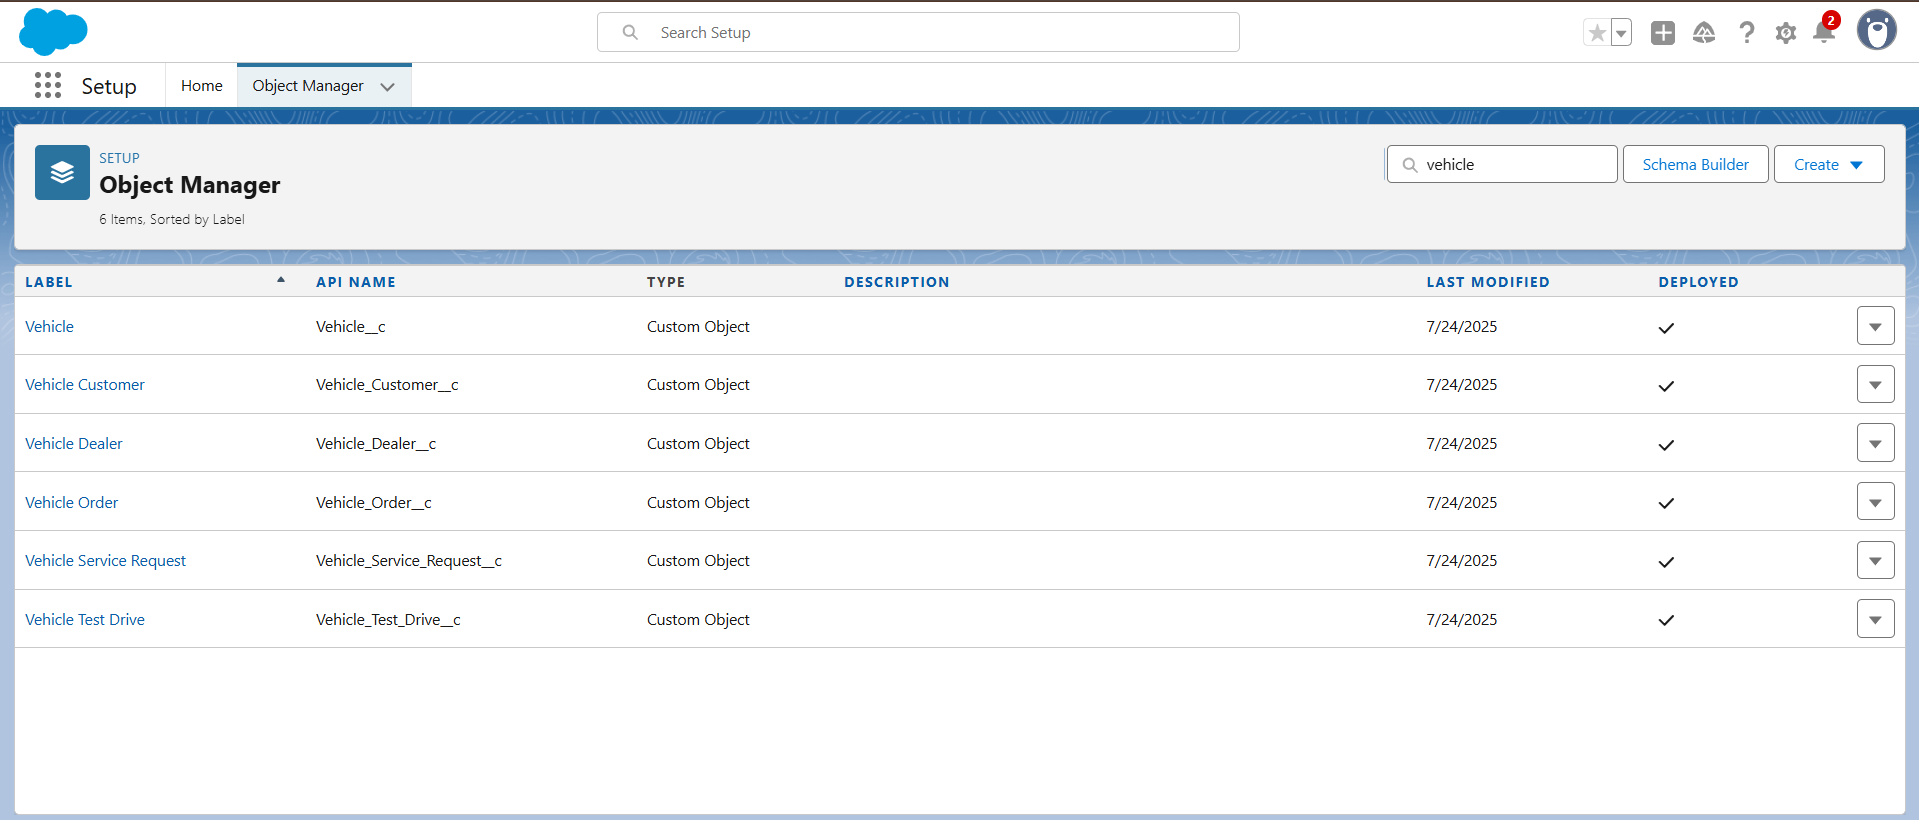 Search Setup
2
Setup
Home
Object Manager
SETUP
Object Manager
6 Items, Sorted by Label
vehicle
Schema Builder
Create
LABEL API NAME TYPE DESCRIPTION LAST MODIFIED DEPLOYED
Vehicle Vehicle__c Custom Object 7/24/2025
Vehicle Customer Vehicle_Customer__c Custom Object 7/24/2025
Vehicle Dealer Vehicle_Dealer__c Custom Object 7/24/2025
Vehicle Order Vehicle_Order__c Custom Object 7/24/2025
Vehicle Service Request Vehicle_Service_Request__c Custom Object 7/24/2025
Vehicle Test Drive Vehicle_Test_Drive__c Custom Object 7/24/2025